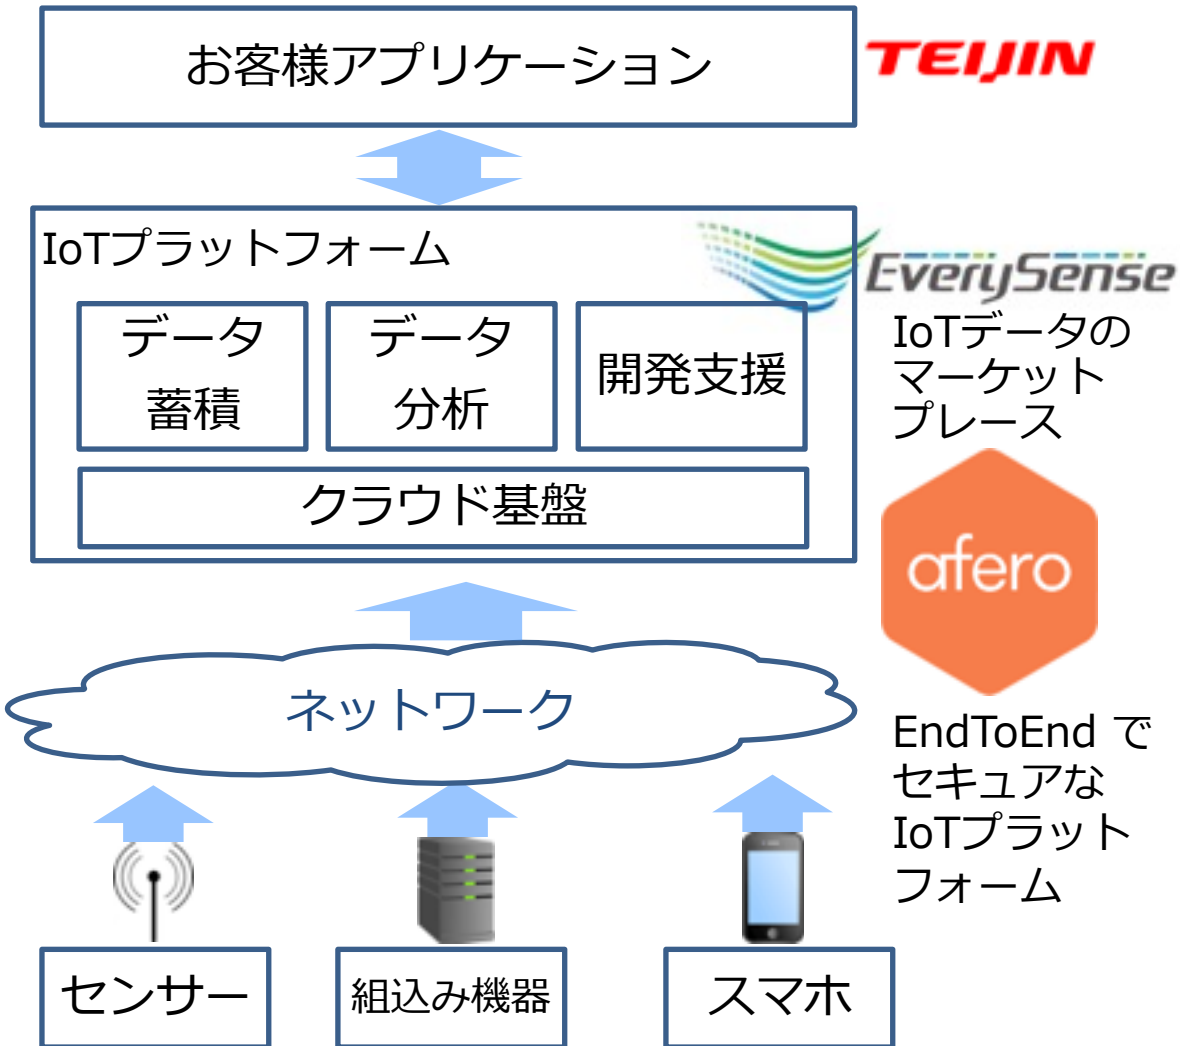 お客様アプリケーション
TEIJIN
IoTプラットフォーム
EverySense
データ
蓄積
データ
分析
開発支援
クラウド基盤
IoTデータの
マーケット
プレース
afero
ネットワーク
EndToEnd で
セキュアな
IoTプラット
フォーム
センサー
組込み機器
スマホ